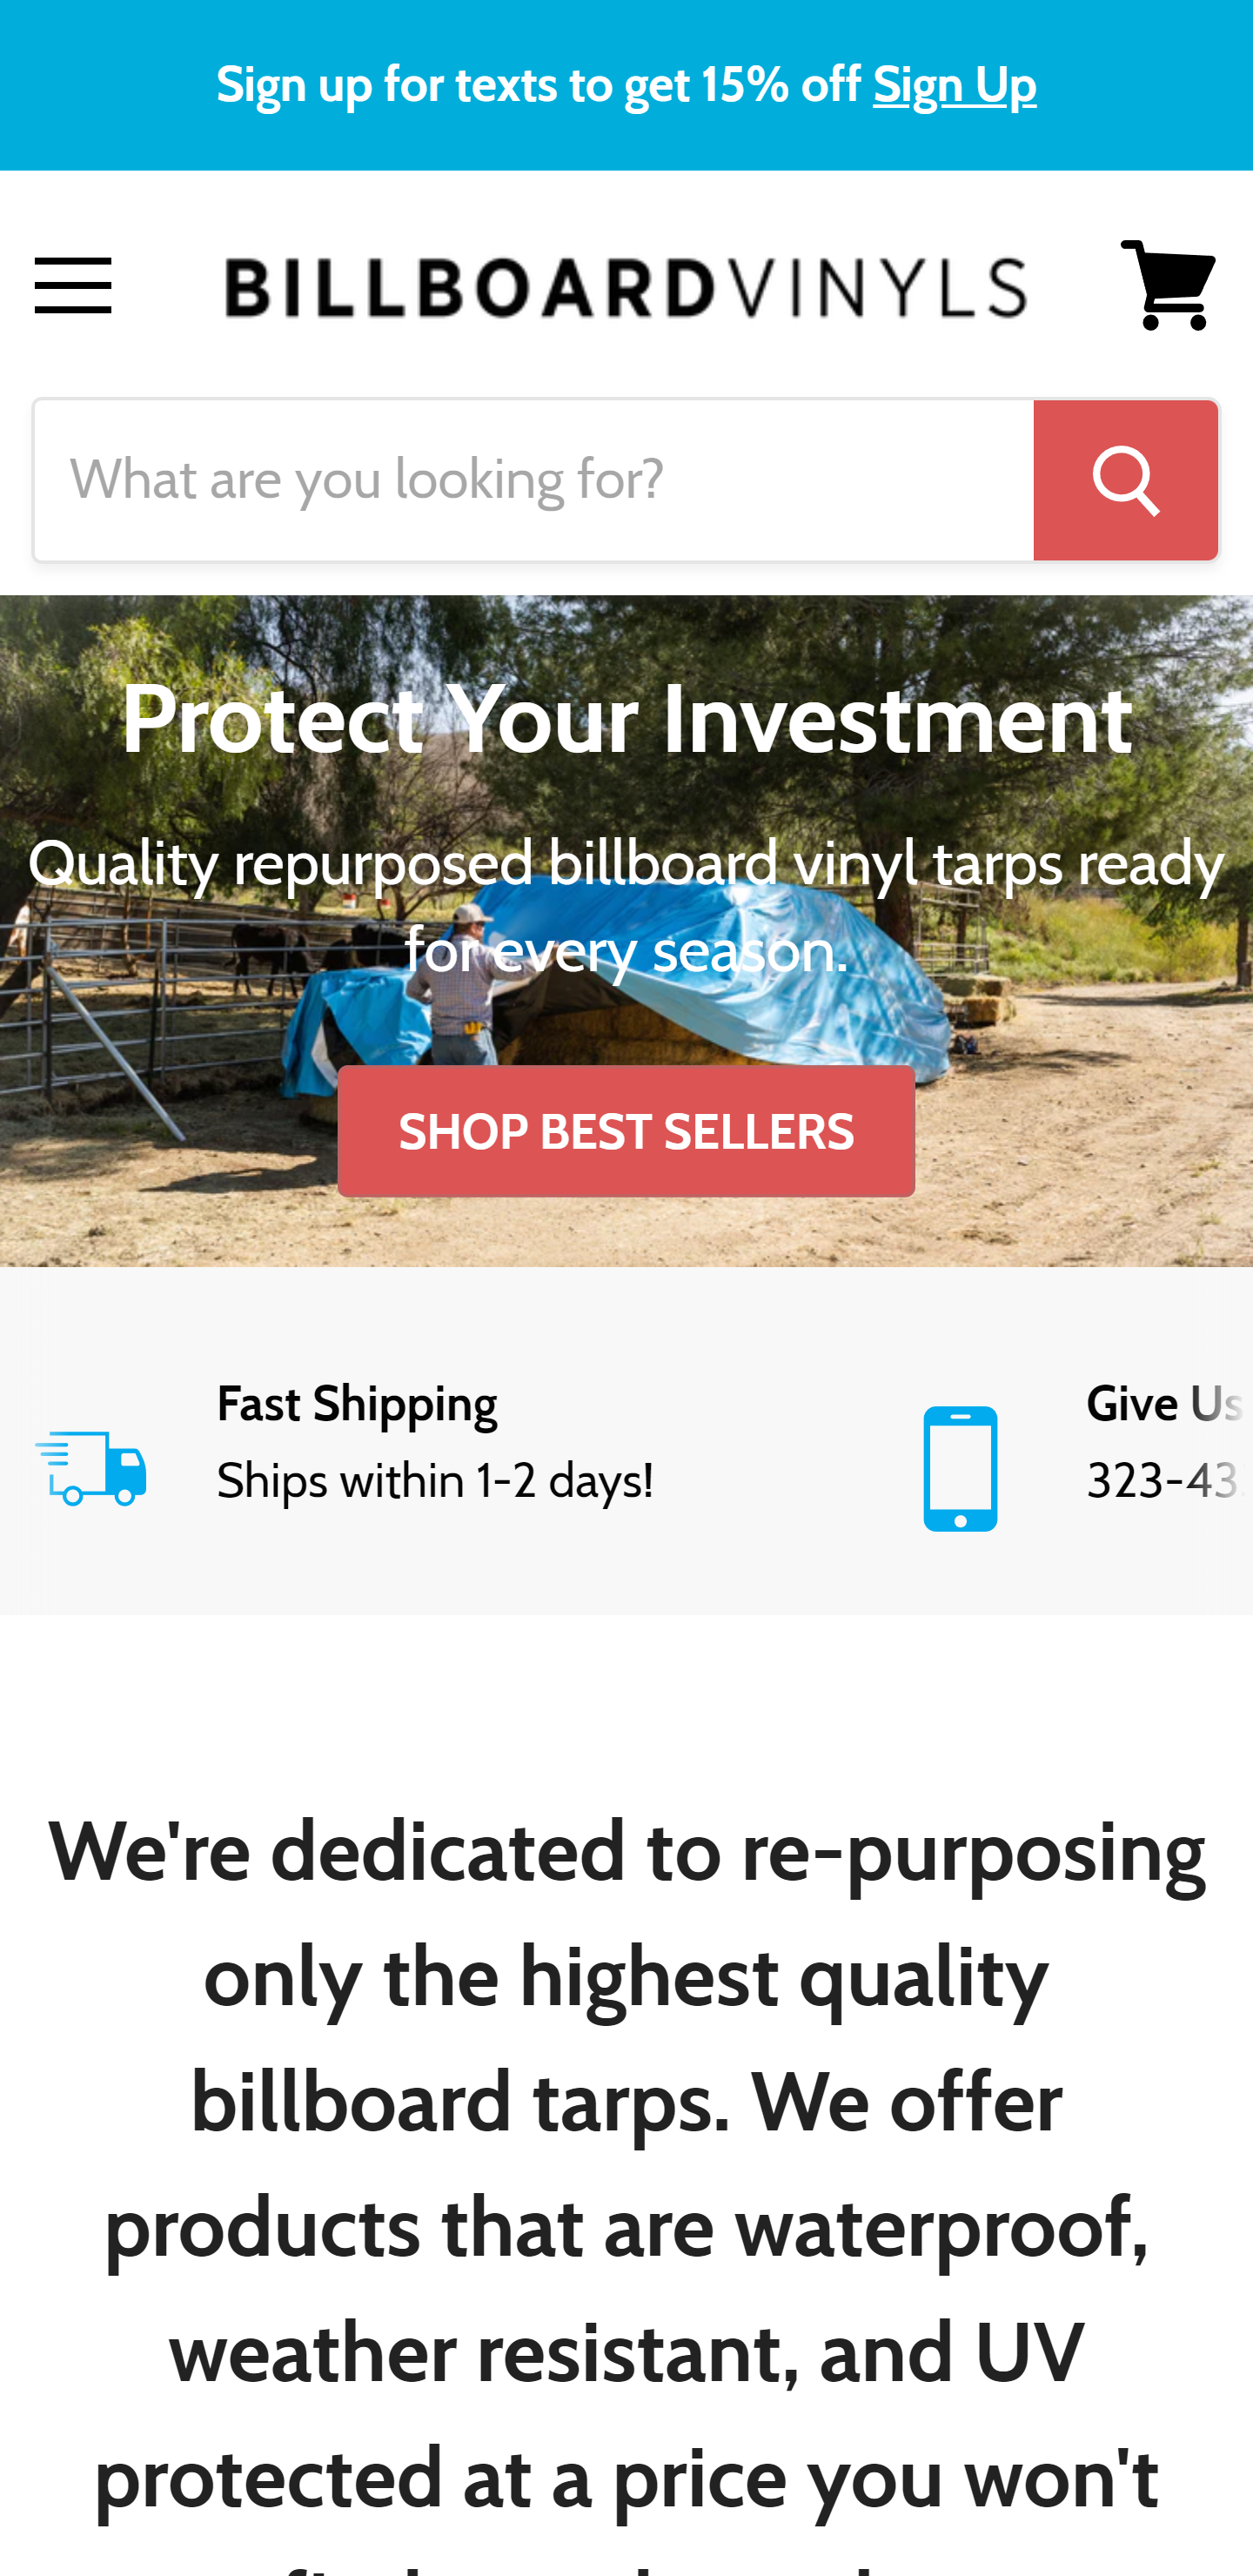 Sign up for texts to get 15% off Sign Up
BILLBOARDVINYLS
What are you looking for?
Protect Your Investment
Quality repurposed billboard vinyl tarps ready
for every season.
SHOP BEST SELLERS
Fast Shipping
Ships within 1-2 days!
Give Us
323-43
We're dedicated to re-purposing
only the highest quality
billboard tarps. We offer
products that are waterproof,
weather resistant, and UV
protected at a price you won't